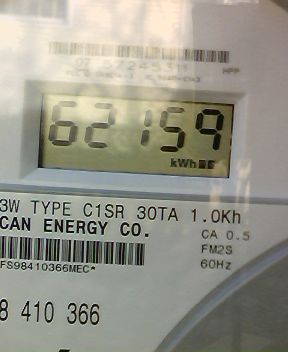 62159
kWh
3W TYPE C1SR 30TA 1.0Kh
CAN ENERGY CO.
CA 0.5
FM2S
FS98410366MEC*
60Hz
8 410 366